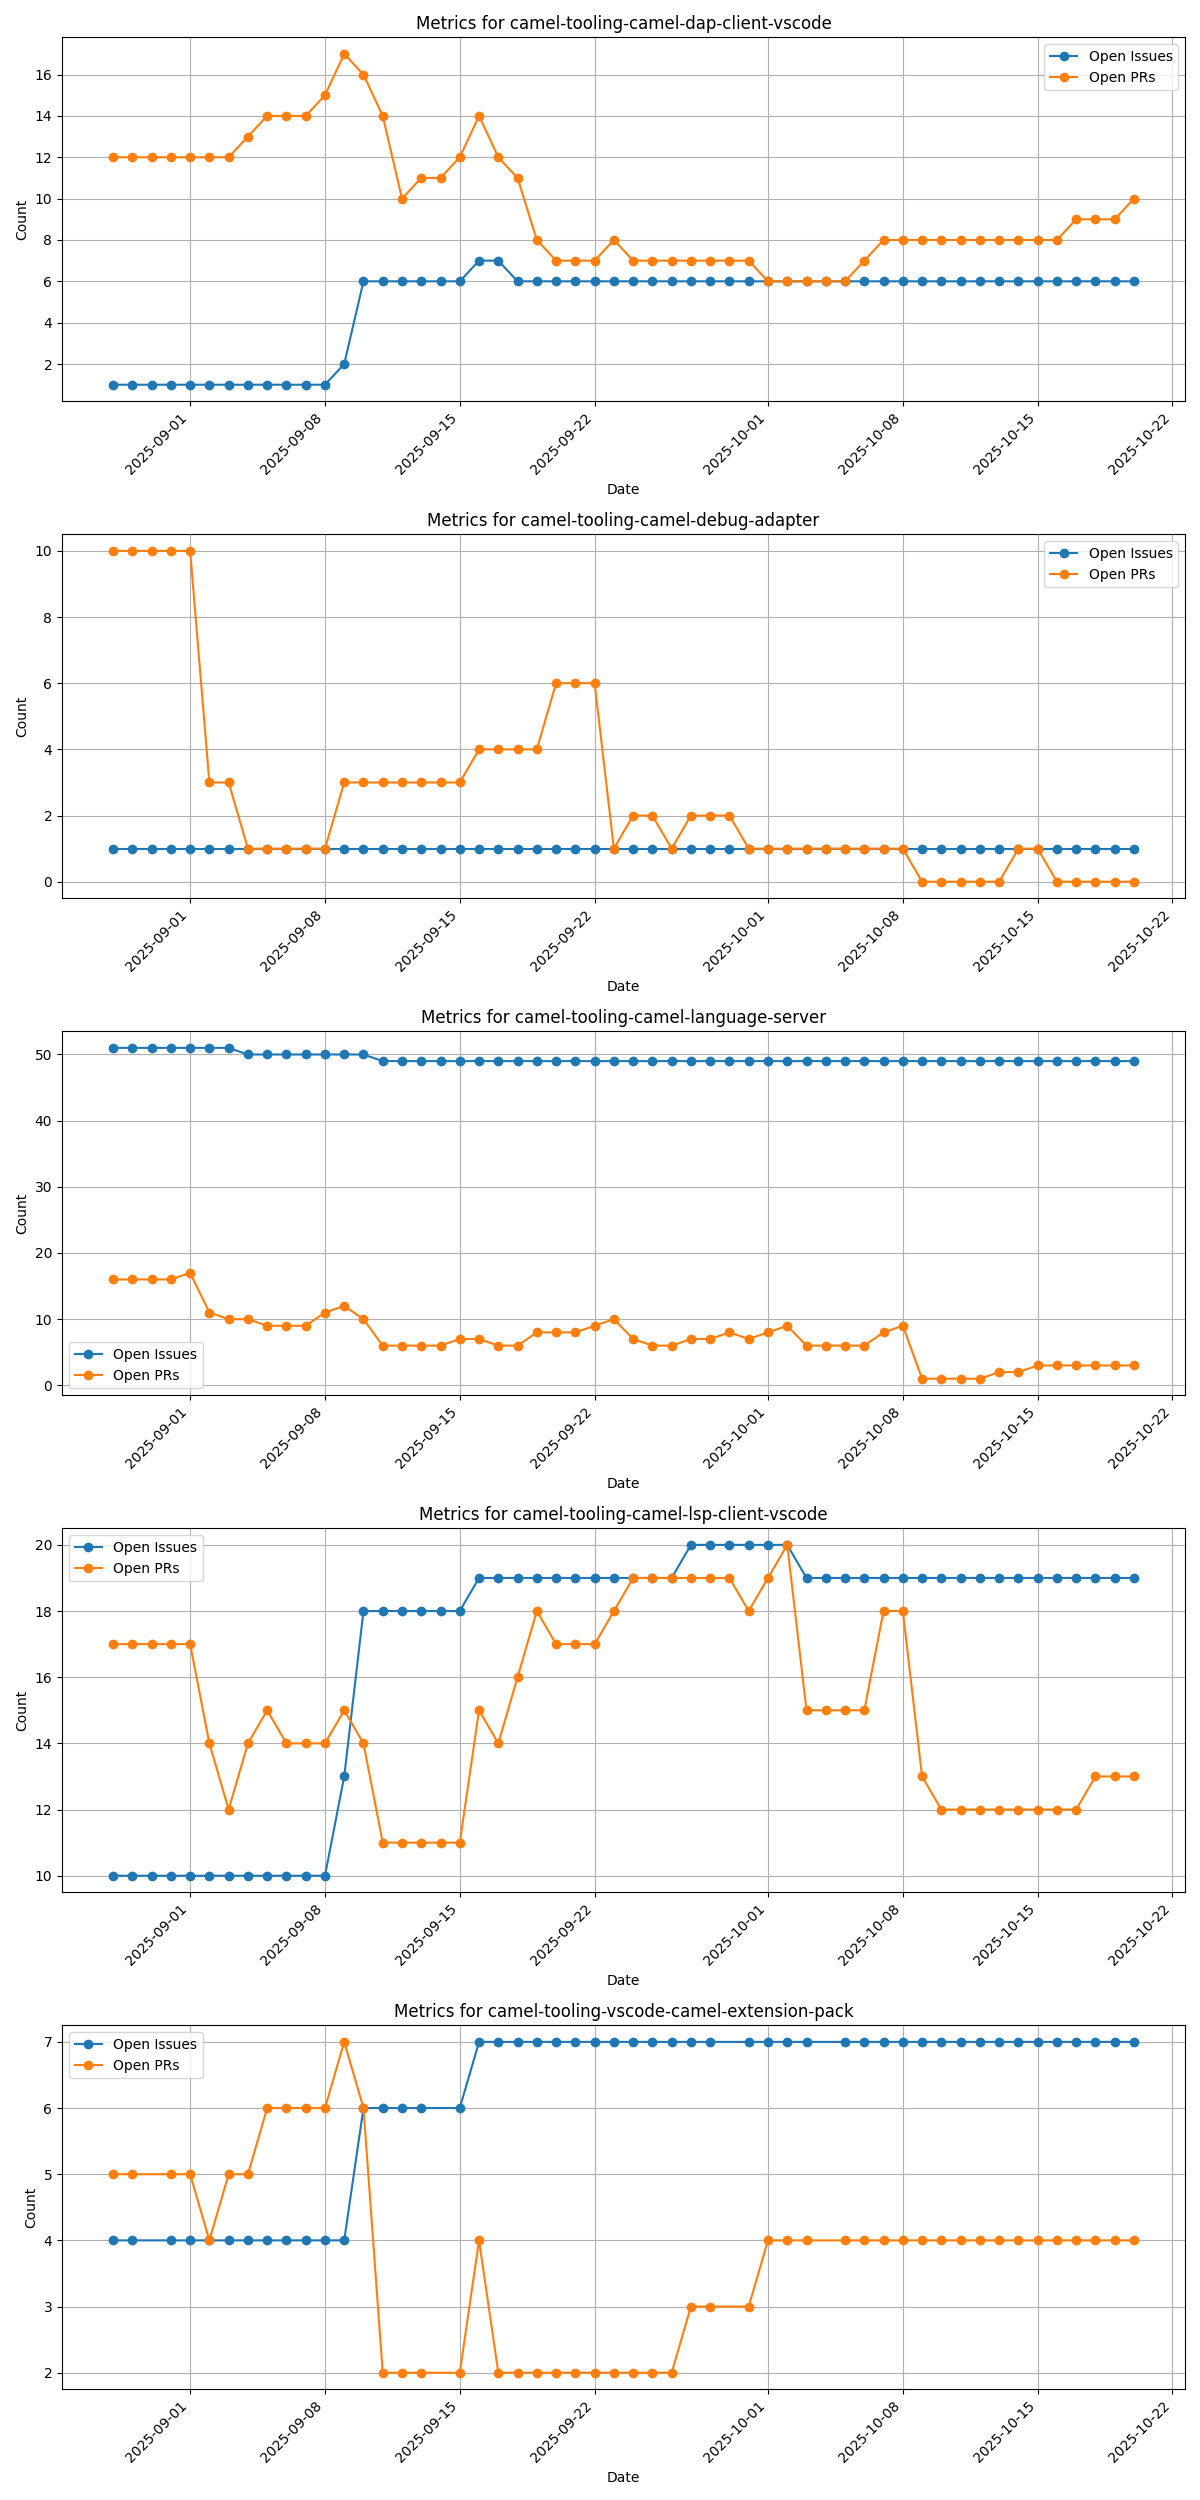 Metrics for camel-tooling-camel-dap-client-vscode
Open Issues
Open PRs
16
14
12
10
8
6
4
2
Count
2025-09-01
2025-09-08
2025-09-15
2025-09-22
2025-10-01
2025-10-08
2025-10-15
2025-10-22
Date
Metrics for camel-tooling-camel-debug-adapter
Open Issues
Open PRs
10
8
6
4
2
0
Count
2025-09-01
2025-09-08
2025-09-15
2025-09-22
2025-10-01
2025-10-08
2025-10-15
2025-10-22
Date
Metrics for camel-tooling-camel-language-server
50
40
30
20
10
0
Count
Open Issues
Open PRs
2025-09-01
2025-09-08
2025-09-15
2025-09-22
2025-10-01
2025-10-08
2025-10-15
2025-10-22
Date
Metrics for camel-tooling-camel-lsp-client-vscode
Open Issues
Open PRs
20
18
16
14
12
10
Count
2025-09-01
2025-09-08
2025-09-15
2025-09-22
2025-10-01
2025-10-08
2025-10-15
2025-10-22
Date
Metrics for camel-tooling-vscode-camel-extension-pack
Open Issues
Open PRs
7
6
5
4
3
2
Count
2025-09-01
2025-09-08
2025-09-15
2025-09-22
2025-10-01
2025-10-08
2025-10-15
2025-10-22
Date